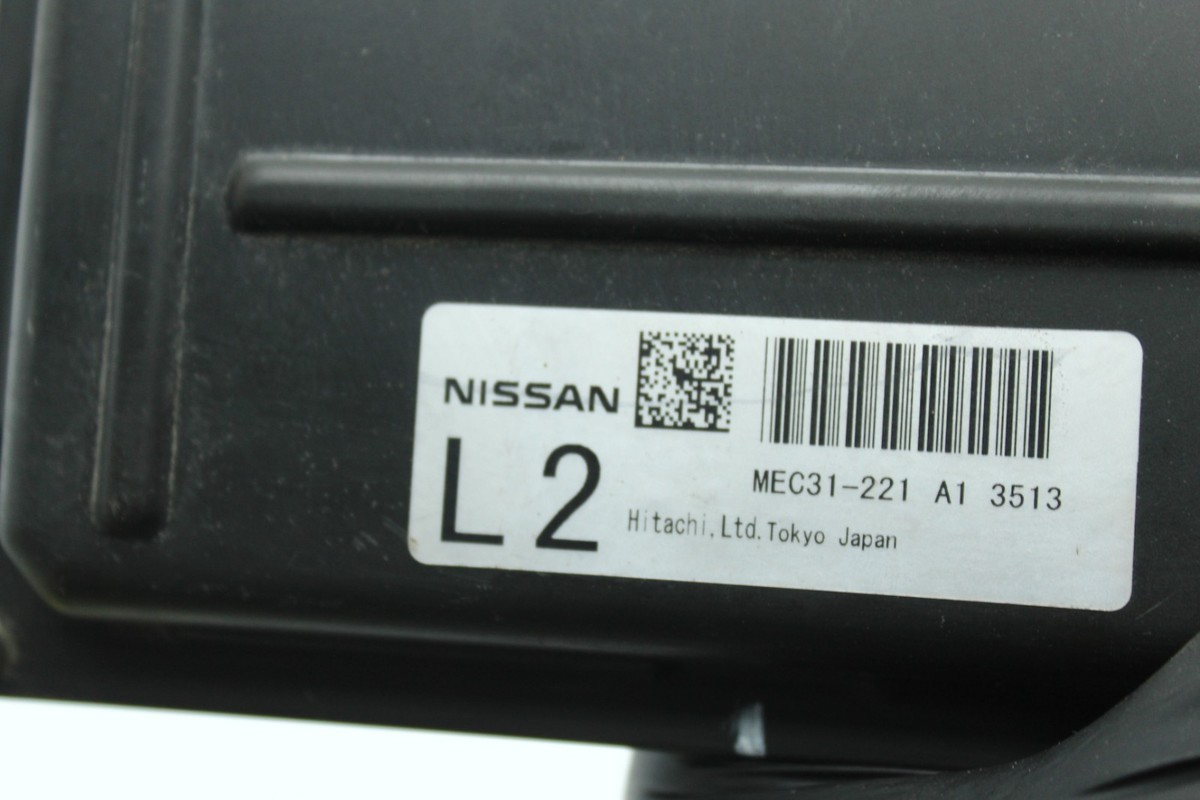 NISSAN
MEC31-221 A1 3513
L2
Hitachi,Ltd.Tokyo Japan